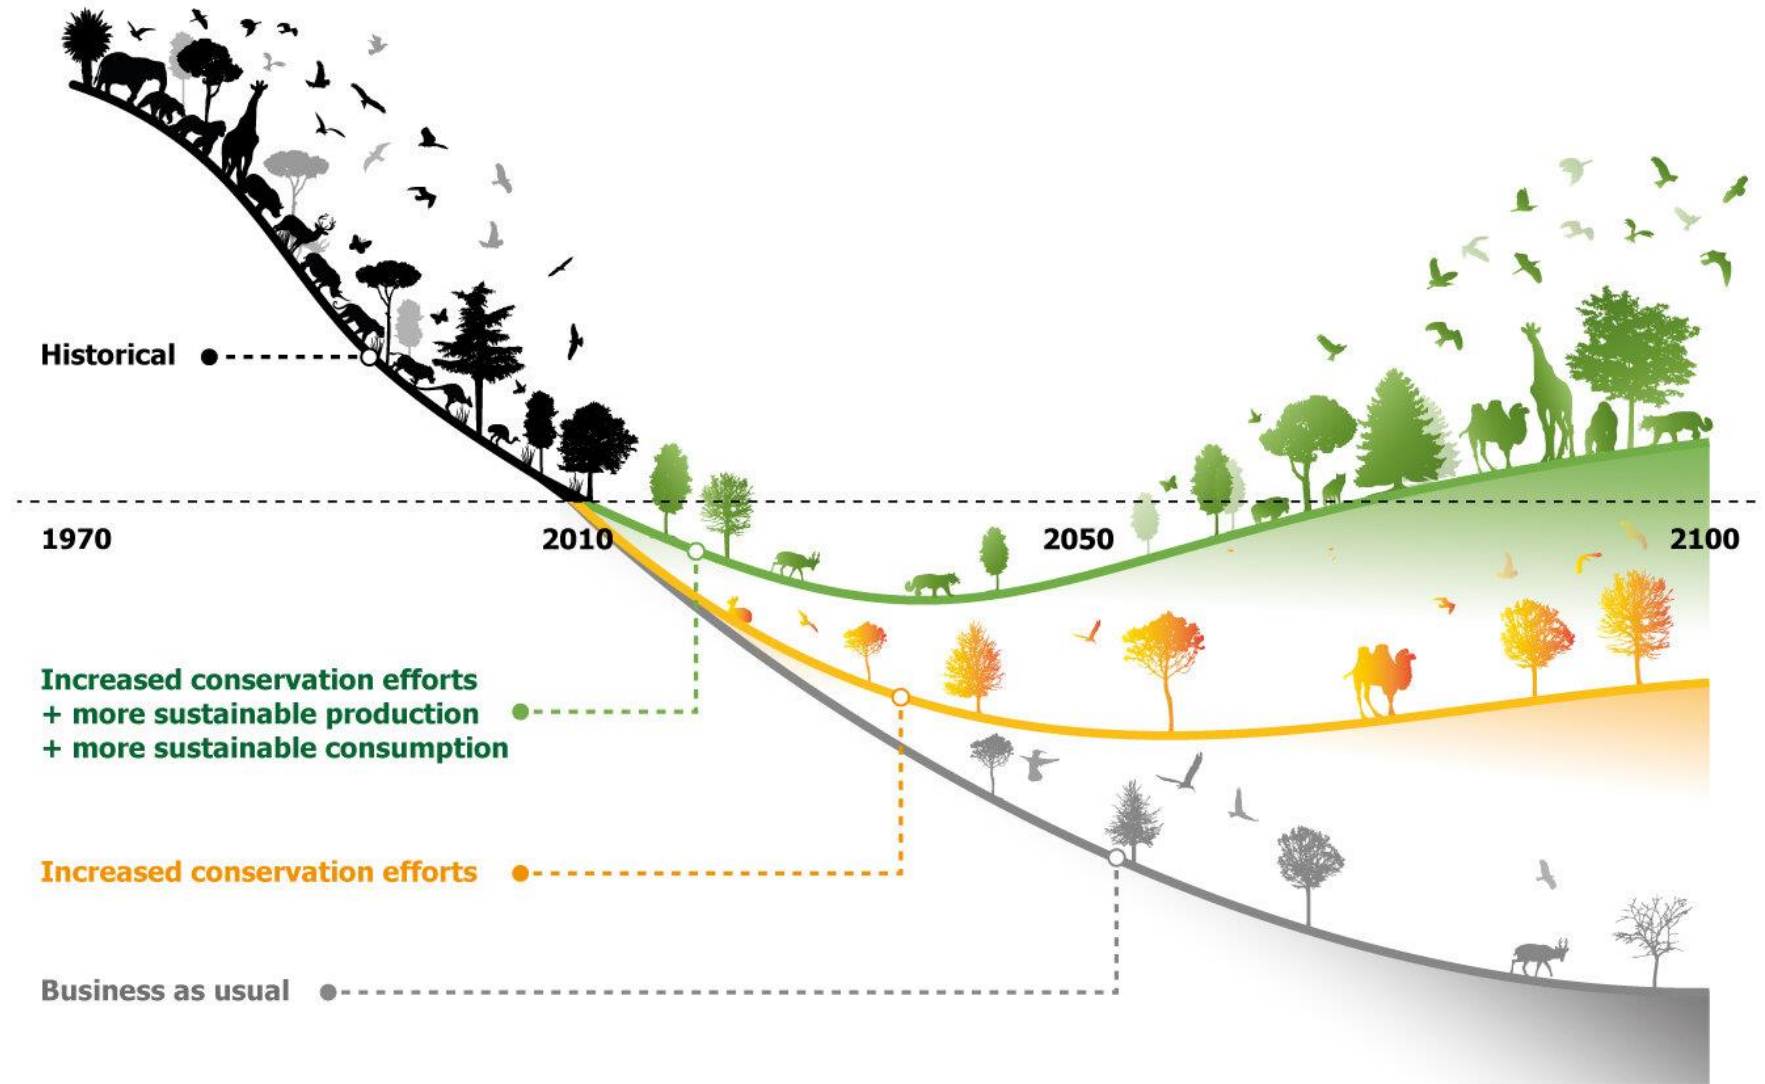 Historical
1970
2010
2050
2100
Increased conservation efforts
+ more sustainable production
+ more sustainable consumption
Increased conservation efforts
Business as usual